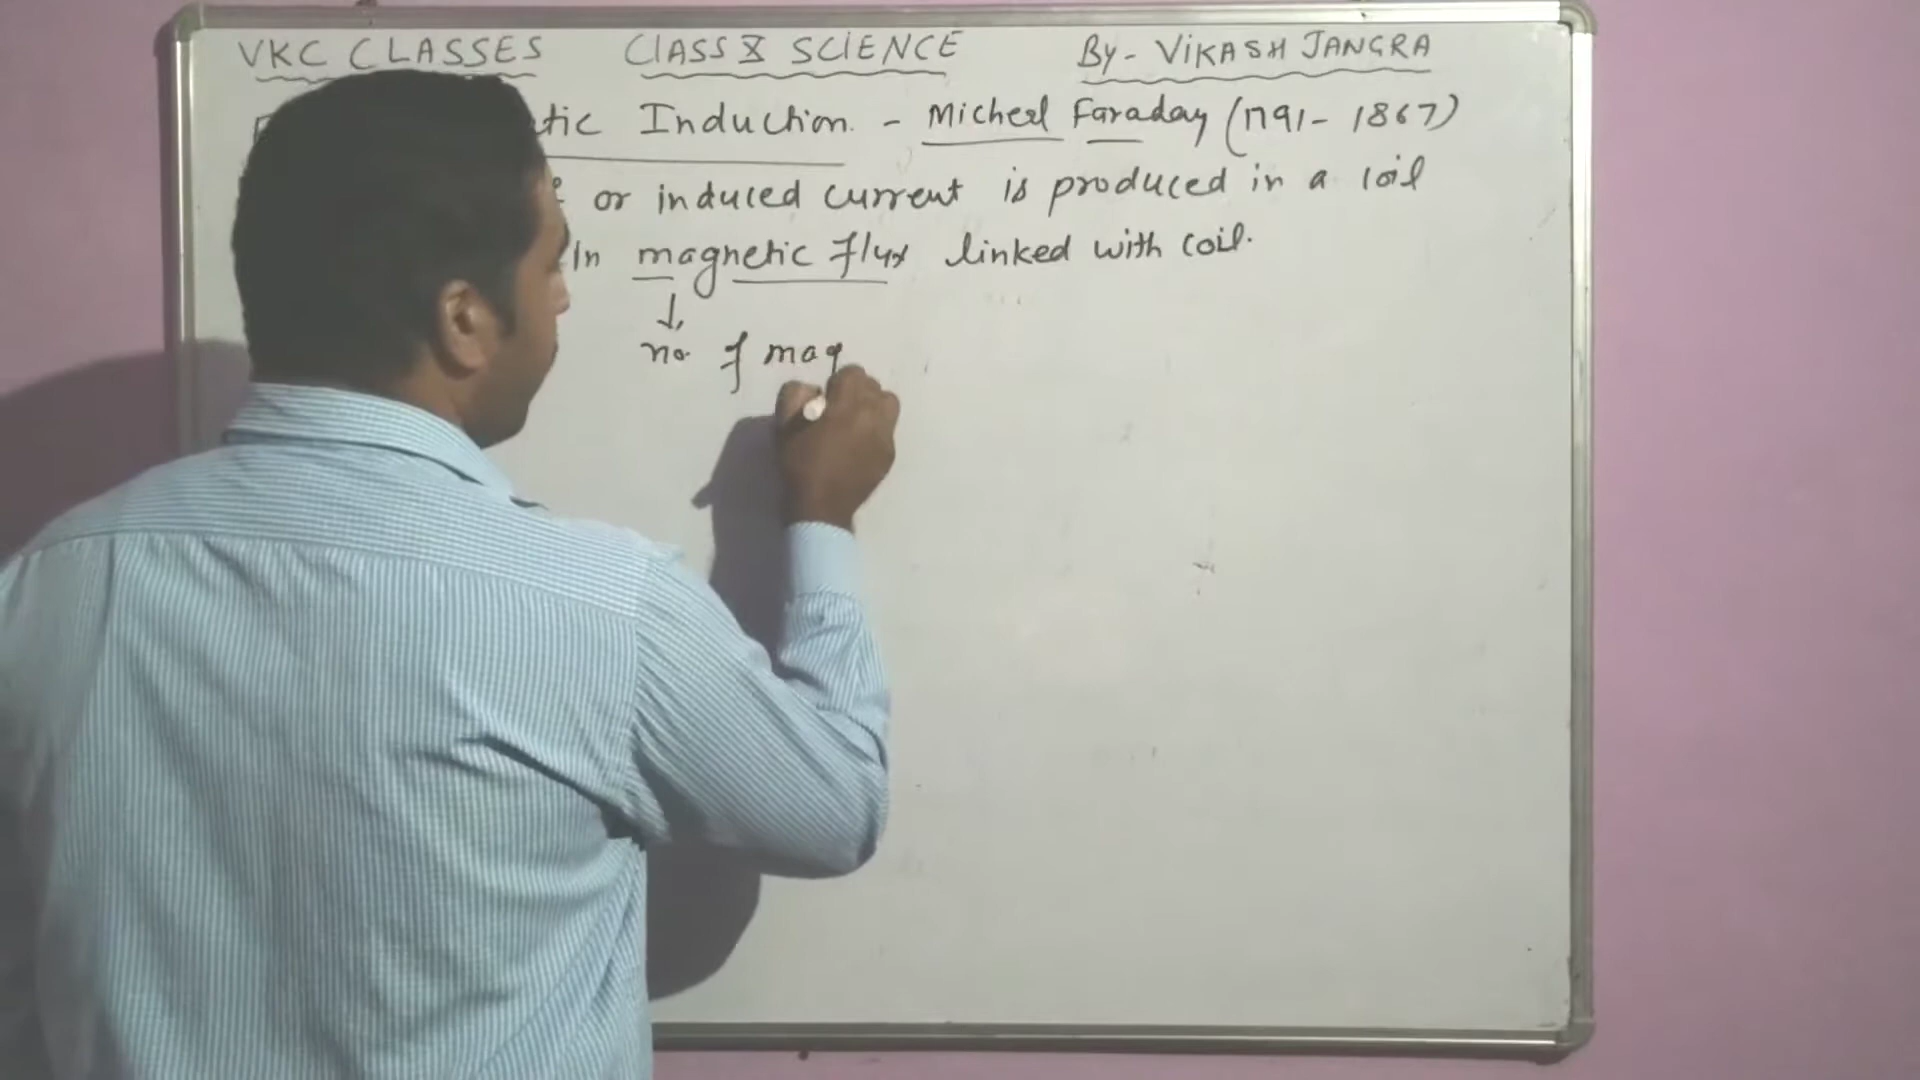 VKC CLASSES CLASS X SCIENCE By - VIKASH JANGRA
tic Induction. - Micheal Faraday (1791 - 1867)
or induced current is produced in a coil
In magnetic flux linked with coil.
↓
no. of mag